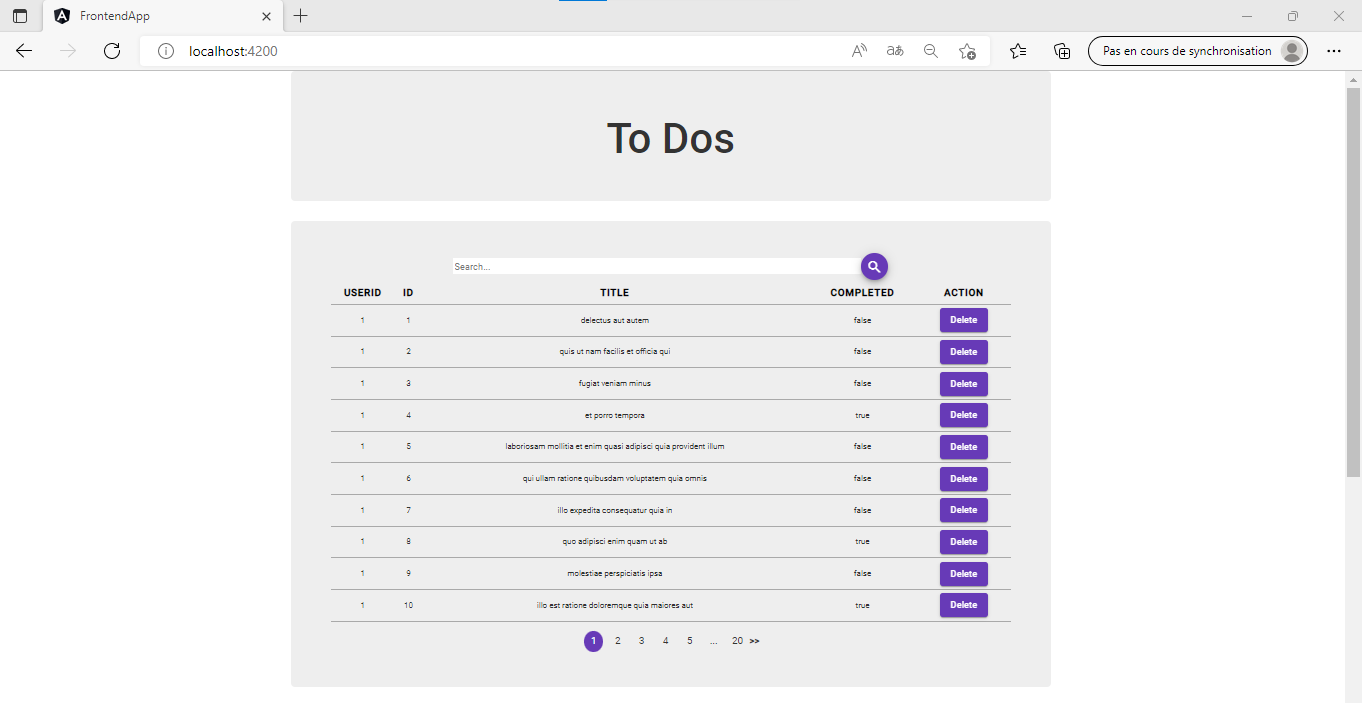 FrontendApp
localhost:4200
Pas en cours de synchronisation
To Dos
Search...
USERID ID TITLE COMPLETED ACTION
1 1 delectus aut autem false Delete
1 2 quis ut nam facilis et officia qui false Delete
1 3 fugiat veniam minus false Delete
1 4 et porro tempora true Delete
1 5 laboriosam mollitia et enim quasi adipisci quia provident illum false Delete
1 6 qui ullam ratione quibusdam voluptatem quia omnis false Delete
1 7 illo expedita consequatur quia in false Delete
1 8 quo adipisci enim quam ut ab true Delete
1 9 molestiae perspiciatis ipsa false Delete
1 10 illo est ratione doloremque quia maiores aut true Delete
1 2 3 4 5 ... 20 >>